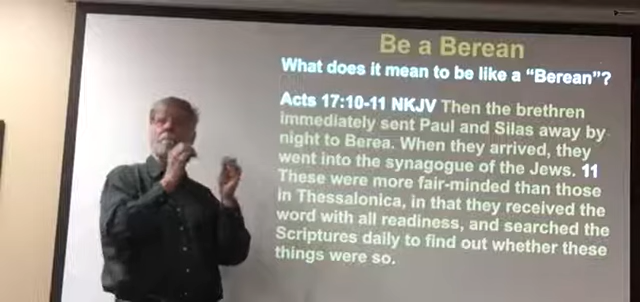 Be a Berean
What does it mean to be like a “Berean”?
Acts 17:10-11 NKJV Then the brethren
immediately sent Paul and Silas away by
night to Berea. When they arrived, they
went into the synagogue of the Jews. 11
These were more fair-minded than those
in Thessalonica, in that they received the
word with all readiness, and searched the
Scriptures daily to find out whether these
things were so.